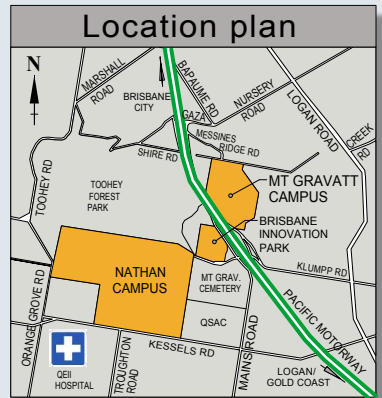 Location plan
N
MARSHALL
ROAD
BRISBANE
CITY
BAPAUME RD
GAZA
NURSERY
ROAD
LOGAN ROAD
CREEK
RD
MESSINES
RIDGE RD
SHIRE RD
TOOHEY RD
TOOHEY
FOREST
PARK
MT GRAVATT
CAMPUS
BRISBANE
INNOVATION
PARK
NATHAN
CAMPUS
MT GRAV.
CEMETERY
KLUMPP RD
ORANGE GROVE RD
QSAC
PACIFIC MOTORWAY
KESSELS RD
MAINS ROAD
TROUGHTON
ROAD
QEII
HOSPITAL
LOGAN/
GOLD COAST